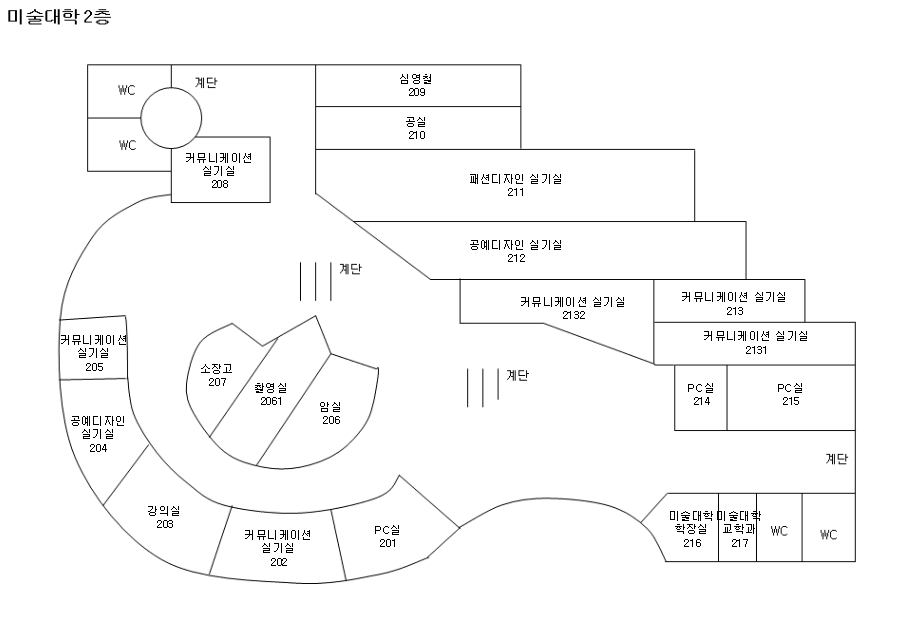 미술대학 2층
WC
계단
심영철
209
WC
공실
210
커뮤니케이션
실기실
208
패션디자인 실기실
211
공예디자인 실기실
212
계단
커뮤니케이션 실기실
2132
커뮤니케이션 실기실
213
커뮤니케이션 실기실
2131
커뮤니케이션
실기실
205
소장고
207
촬영실
2061
암실
206
계단
PC실
214
PC실
215
공예디자인
실기실
204
계단
강의실
203
커뮤니케이션
실기실
202
PC실
201
미술대학
학장실
216
미술대학
교학과
217
WC
WC